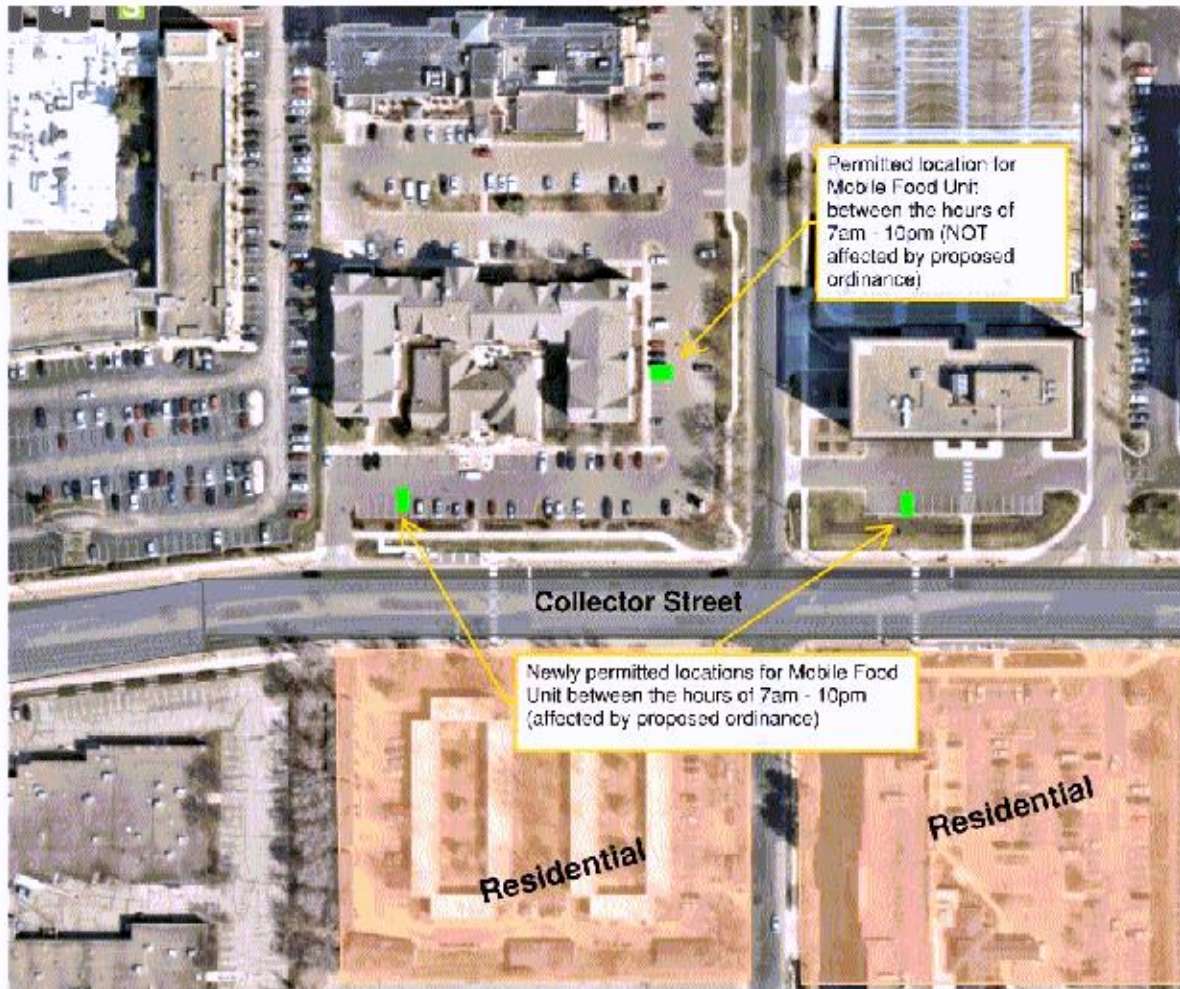 Permitted location for
Mobile Food Unit
between the hours of
7am - 10pm (NOT
affected by proposed
ordinance)
Collector Street
Newly permitted locations for Mobile Food
Unit between the hours of 7am - 10pm
(affected by proposed ordinance)
Residential
Residential